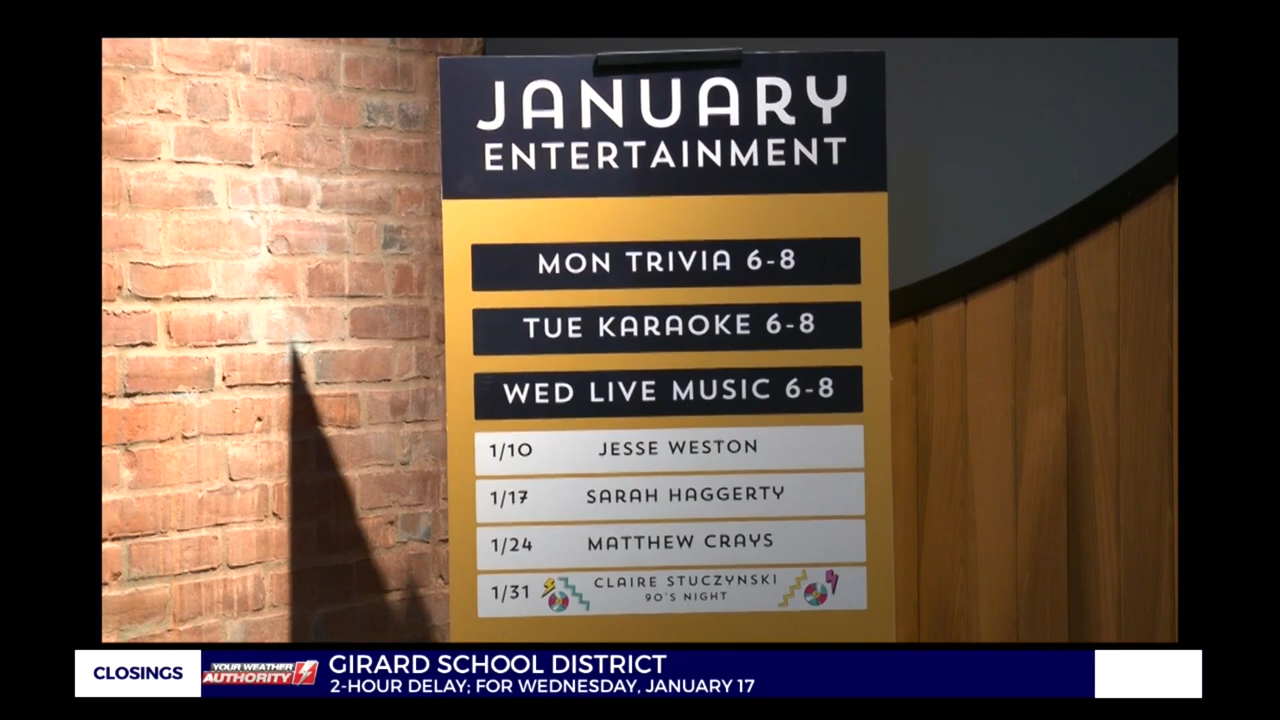 JANUARY
ENTERTAINMENT
MON TRIVIA 6-8
TUE KARAOKE 6-8
WED LIVE MUSIC 6-8
1/10 JESSE WESTON
1/17 SARAH HAGGERTY
1/24 MATTHEW CRAYS
1/31 CLAIRE STUCZYNSKI
90'S NIGHT
CLOSINGS
YOUR WEATHER
AUTHORITY
GIRARD SCHOOL DISTRICT
2-HOUR DELAY; FOR WEDNESDAY, JANUARY 17